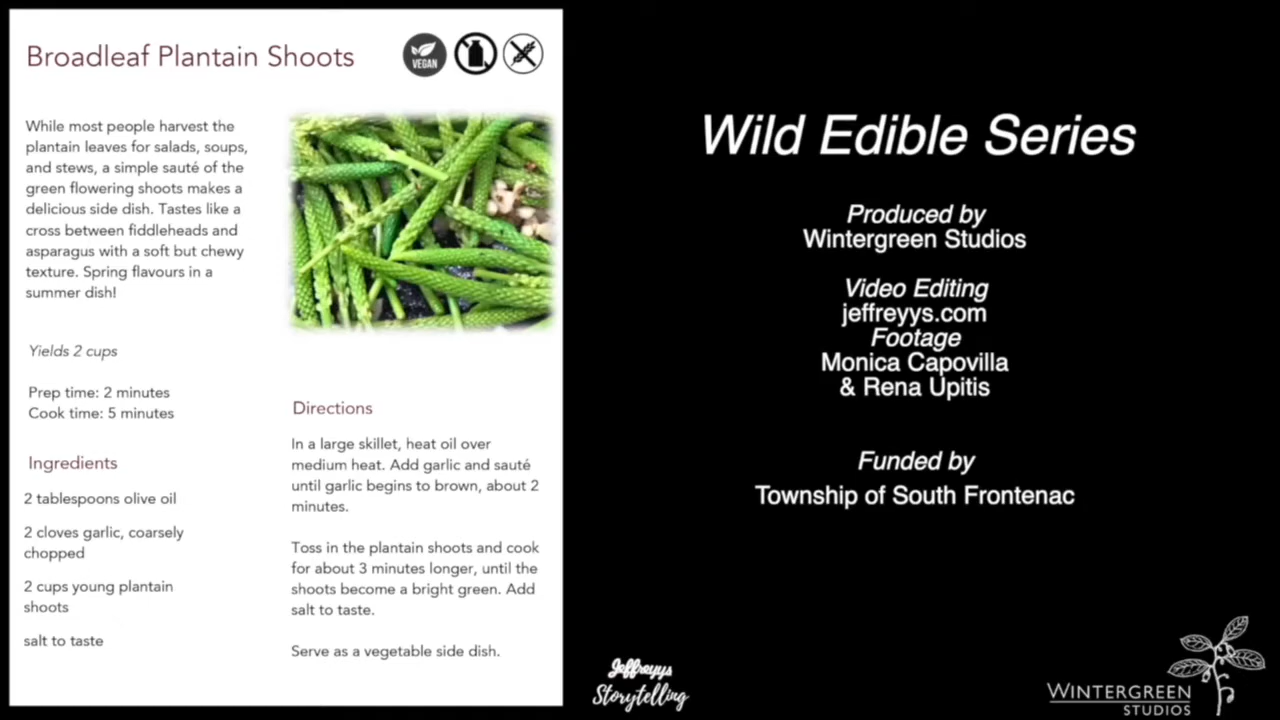 Broadleaf Plantain Shoots
VEGAN
While most people harvest the
plantain leaves for salads, soups,
and stews, a simple sauté of the
green flowering shoots makes a
delicious side dish. Tastes like a
cross between fiddleheads and
asparagus with a soft but chewy
texture. Spring flavours in a
summer dish!
Yields 2 cups
Prep time: 2 minutes
Cook time: 5 minutes
Ingredients
2 tablespoons olive oil
2 cloves garlic, coarsely
chopped
2 cups young plantain
shoots
salt to taste
Directions
In a large skillet, heat oil over
medium heat. Add garlic and sauté
until garlic begins to brown, about 2
minutes.
Toss in the plantain shoots and cook
for about 3 minutes longer, until the
shoots become a bright green. Add
salt to taste.
Serve as a vegetable side dish.
Wild Edible Series
Produced by
Wintergreen Studios
Video Editing
jeffreyys.com
Footage
Monica Capovilla
& Rena Upitis
Funded by
Township of South Frontenac
Jeffreyys
Storytelling
WINTERGREEN
STUDIOS